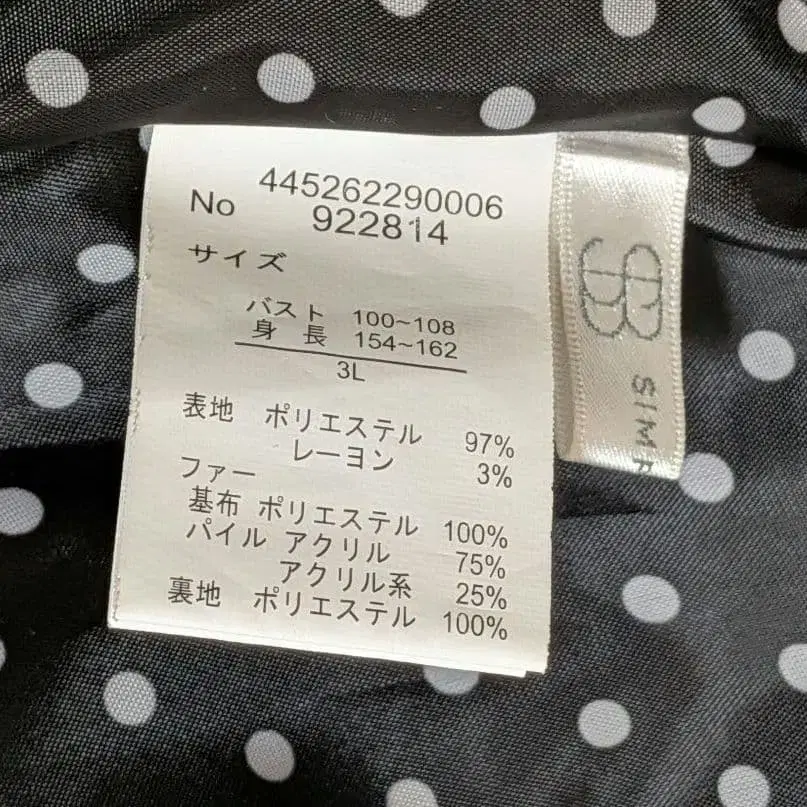 445262290006
No 922814
サイズ
バスト 100~108
身長 154~162
3L
表地 ポリエステル 97%
レーヨン 3%
ファー
基布 ポリエステル 100%
パイル アクリル 75%
アクリル系 25%
裏地 ポリエステル 100%